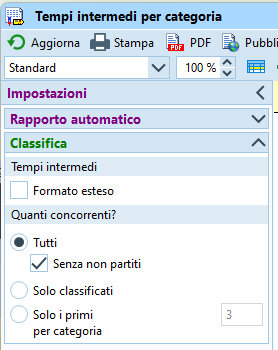 Tempi intermedi per categoria
Aggiorna Stampa PDF Pubbli
Standard 100 %
Impostazioni
Rapporto automatico
Classifica
Tempi intermedi
Formato esteso
Quanti concorrenti?
Tutti
Senza non partiti
Solo classificati
Solo i primi 3
per categoria